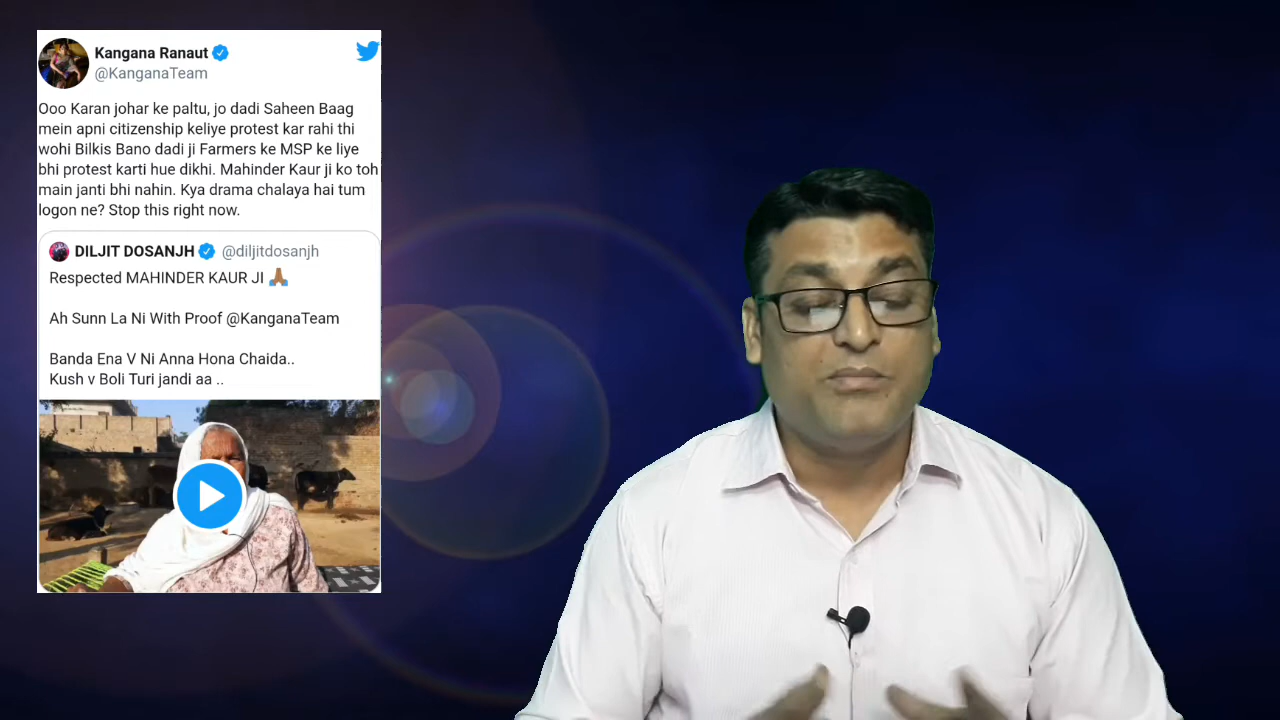 Kangana Ranaut
@KanganaTeam
Ooo Karan johar ke paltu, jo dadi Saheen Baag
mein apni citizenship keliye protest kar rahi thi
wohi Bilkis Bano dadi ji Farmers ke MSP ke liye
bhi protest karti hue dikhi. Mahinder Kaur ji ko toh
main janti bhi nahin. Kya drama chalaya hai tum
logon ne? Stop this right now.
DILJIT DOSANJH @diljitdosanjh
Respected MAHINDER KAUR JI 🙏🏾
Ah Sunn La Ni With Proof @KanganaTeam
Banda Ena V Ni Anna Hona Chaida..
Kush v Boli Turi jandi aa ..